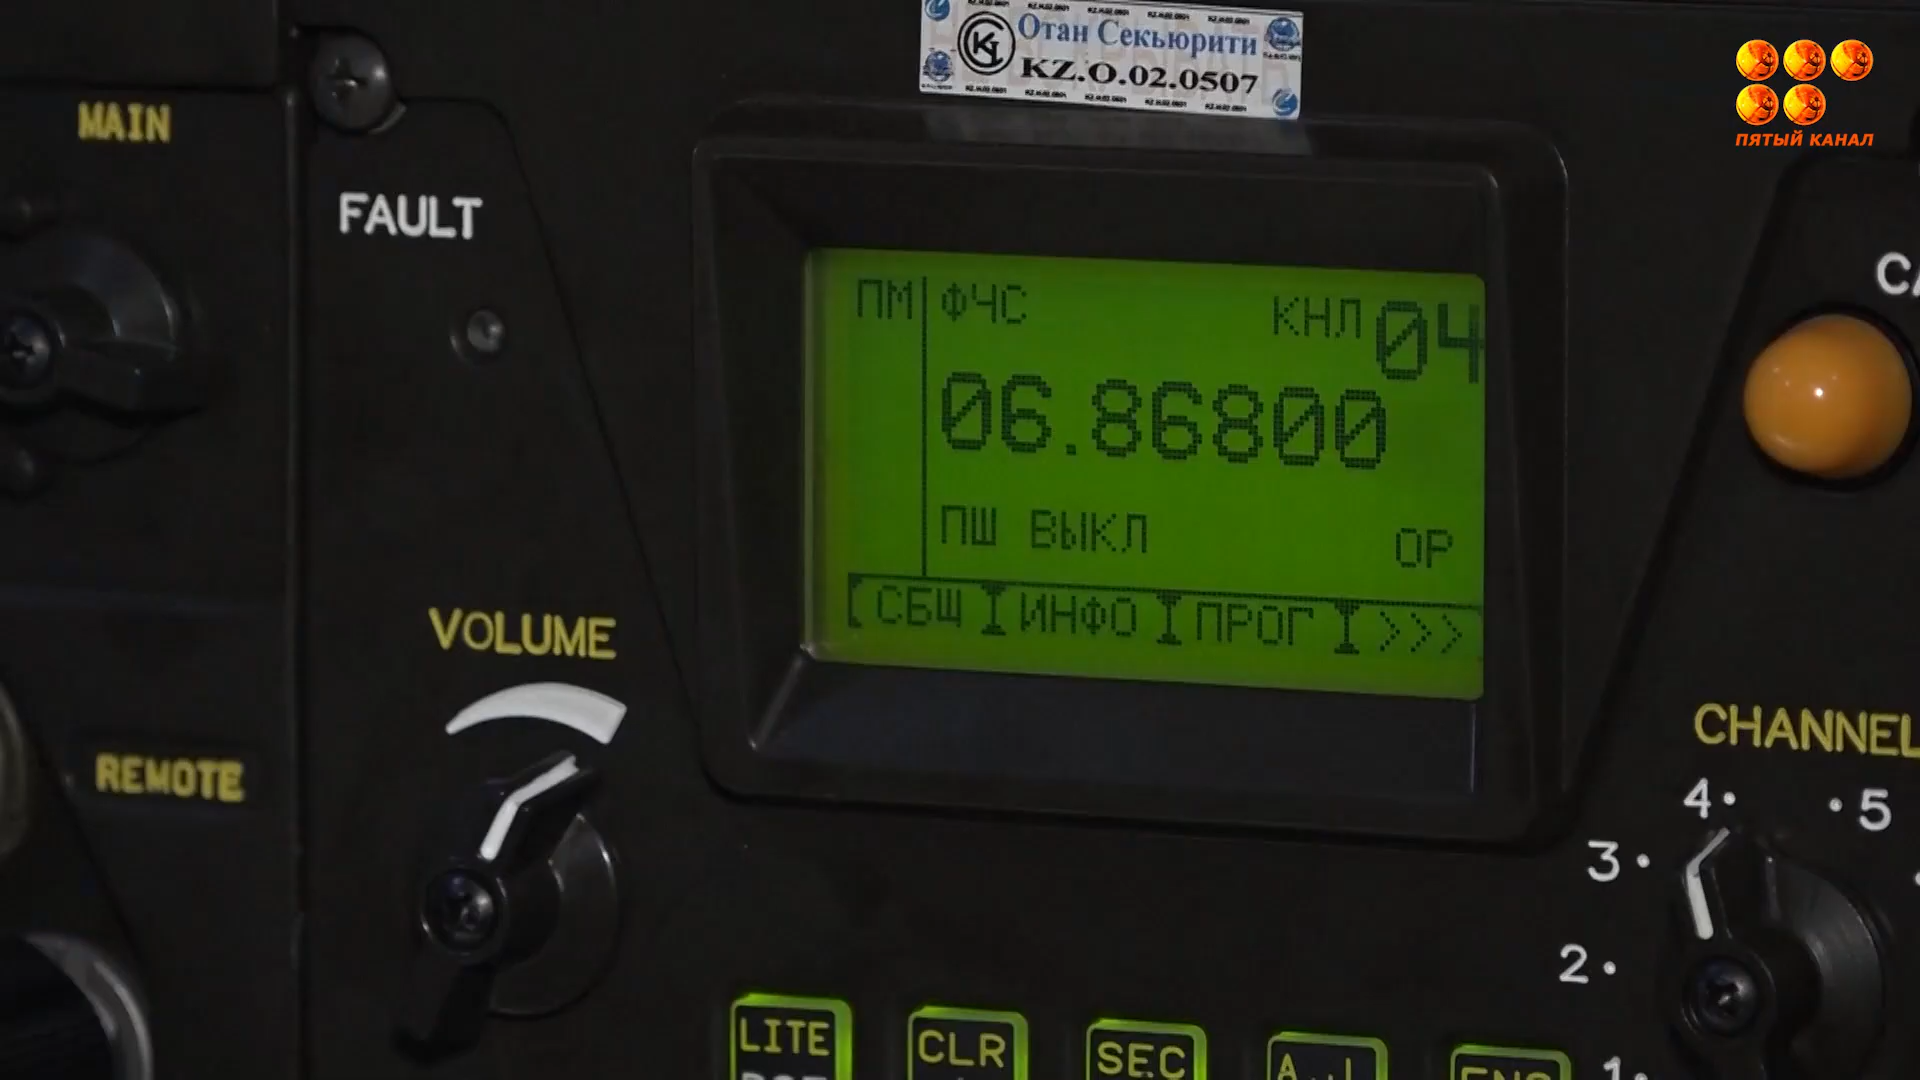 Отан Секьюрити
KZ.O.02.0507
ПЯТЫЙ КАНАЛ
MAIN
FAULT
ПМ ФЧС КНЛ 04
06.86800
ПШ ВЫКЛ ОР
СБЩ ИНФО ПРОГ >>>
VOLUME
REMOTE
CHANNEL
4 5
3
2
1
LITE CLR SEC